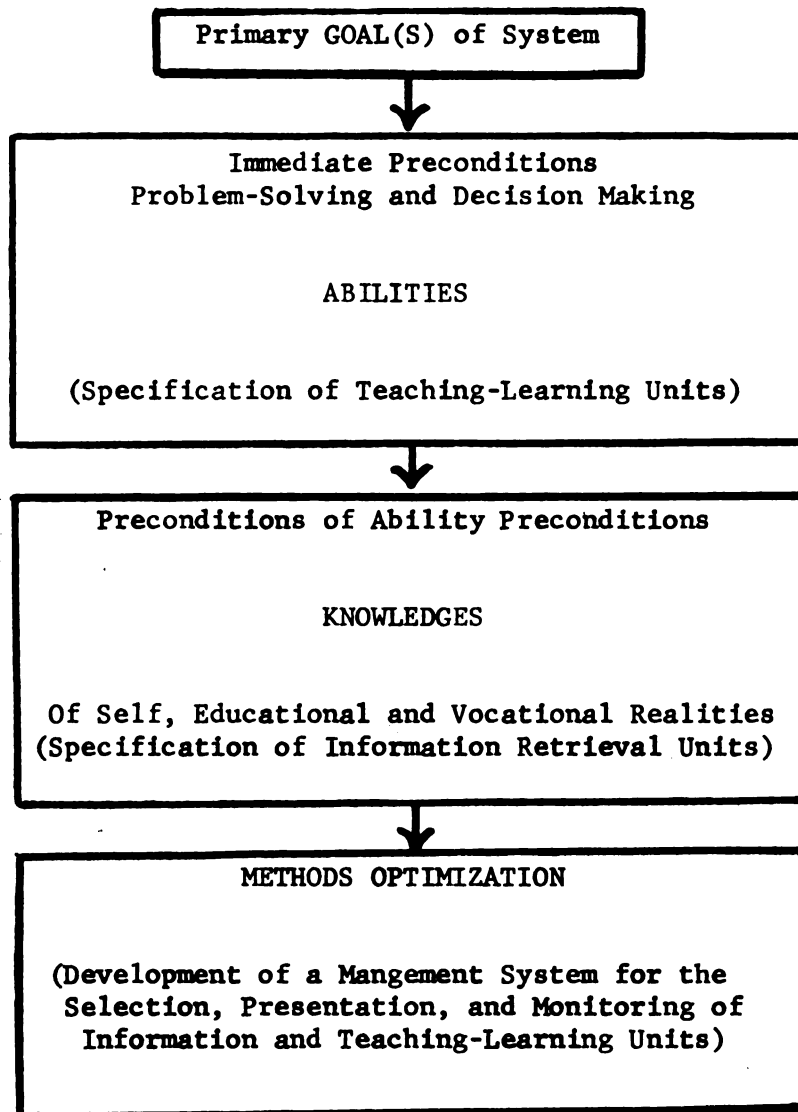 Primary GOAL(S) of System
Immediate Preconditions
Problem-Solving and Decision Making
ABILITIES
(Specification of Teaching-Learning Units)
Preconditions of Ability Preconditions
KNOWLEDGES
Of Self, Educational and Vocational Realities
(Specification of Information Retrieval Units)
METHODS OPTIMIZATION
(Development of a Mangement System for the
Selection, Presentation, and Monitoring of
Information and Teaching-Learning Units)